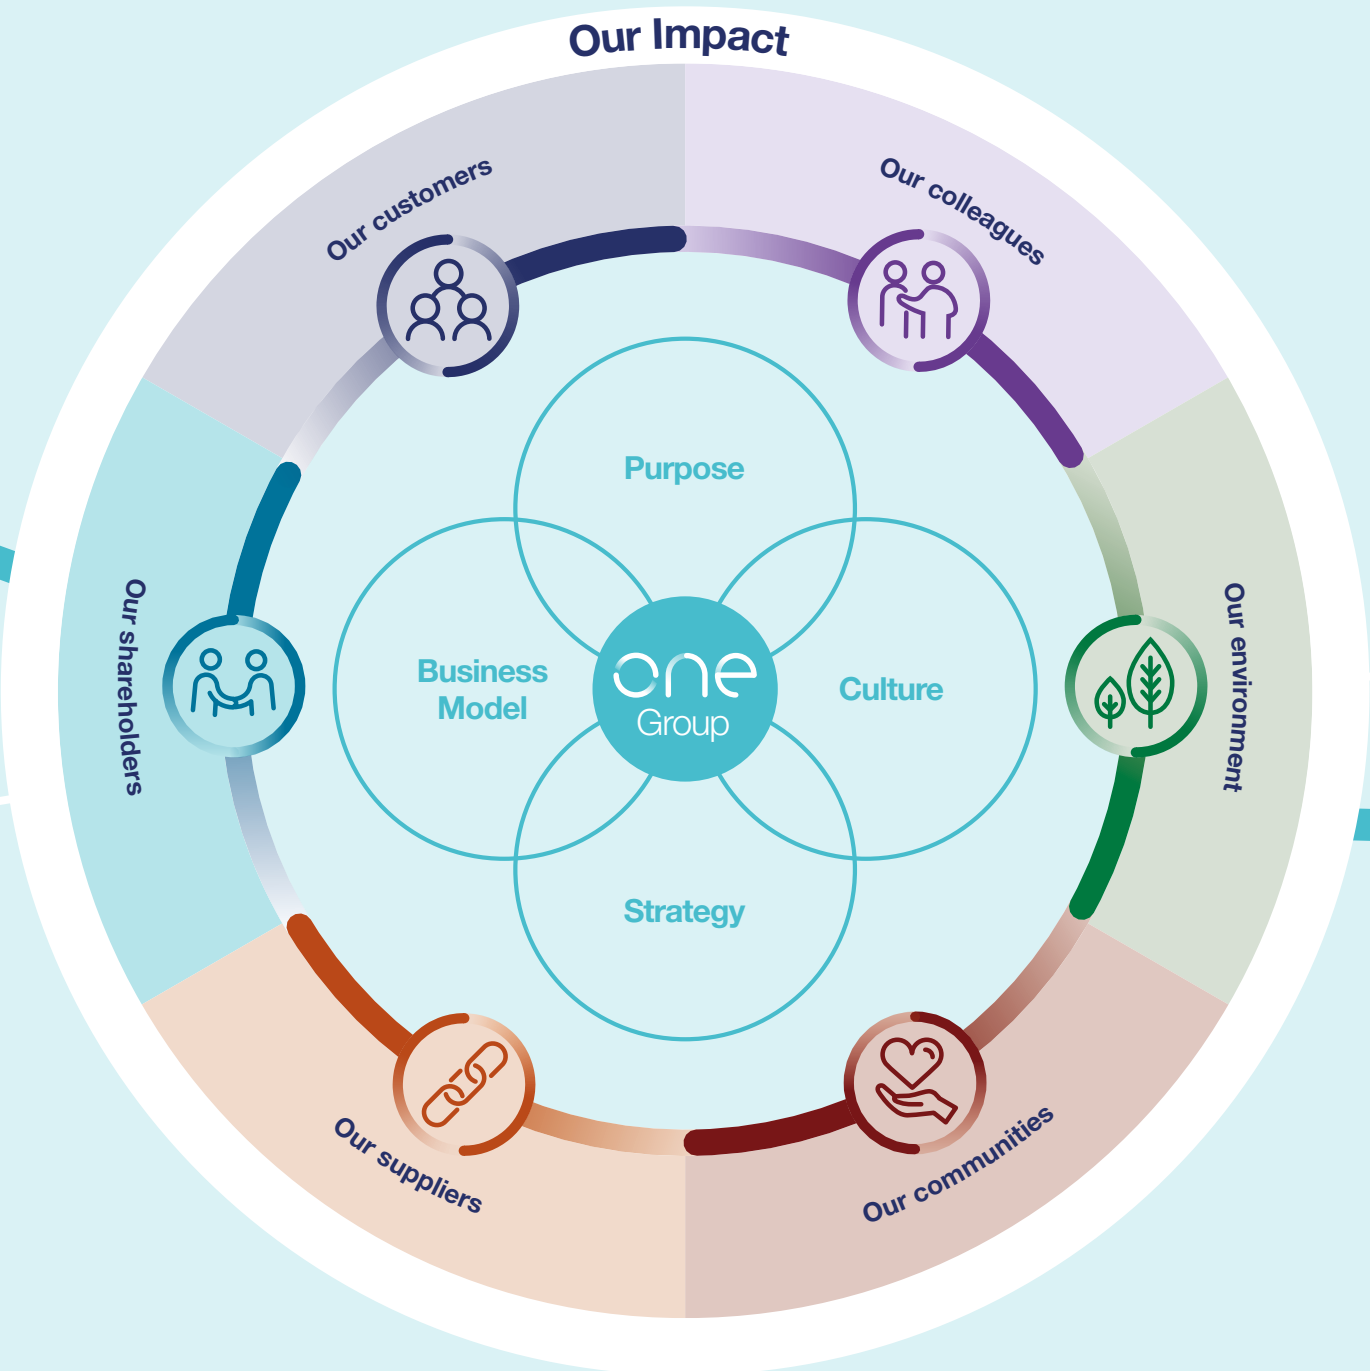 Our Impact
Our customers
Our colleagues
Purpose
Our shareholders
Business
Model
one
Group
Culture
Our environment
Strategy
Our suppliers
Our communities